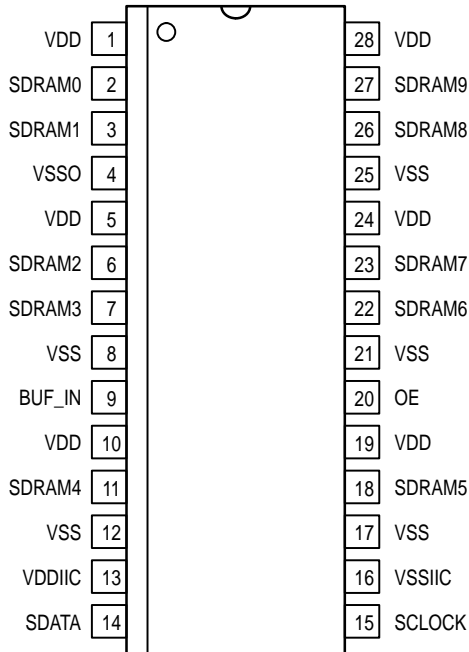 VDD 1 28 VDD
SDRAM0 2 27 SDRAM9
SDRAM1 3 26 SDRAM8
VSSO 4 25 VSS
VDD 5 24 VDD
SDRAM2 6 23 SDRAM7
SDRAM3 7 22 SDRAM6
VSS 8 21 VSS
BUF_IN 9 20 OE
VDD 10 19 VDD
SDRAM4 11 18 SDRAM5
VSS 12 17 VSS
VDDIIC 13 16 VSSIIC
SDATA 14 15 SCLOCK